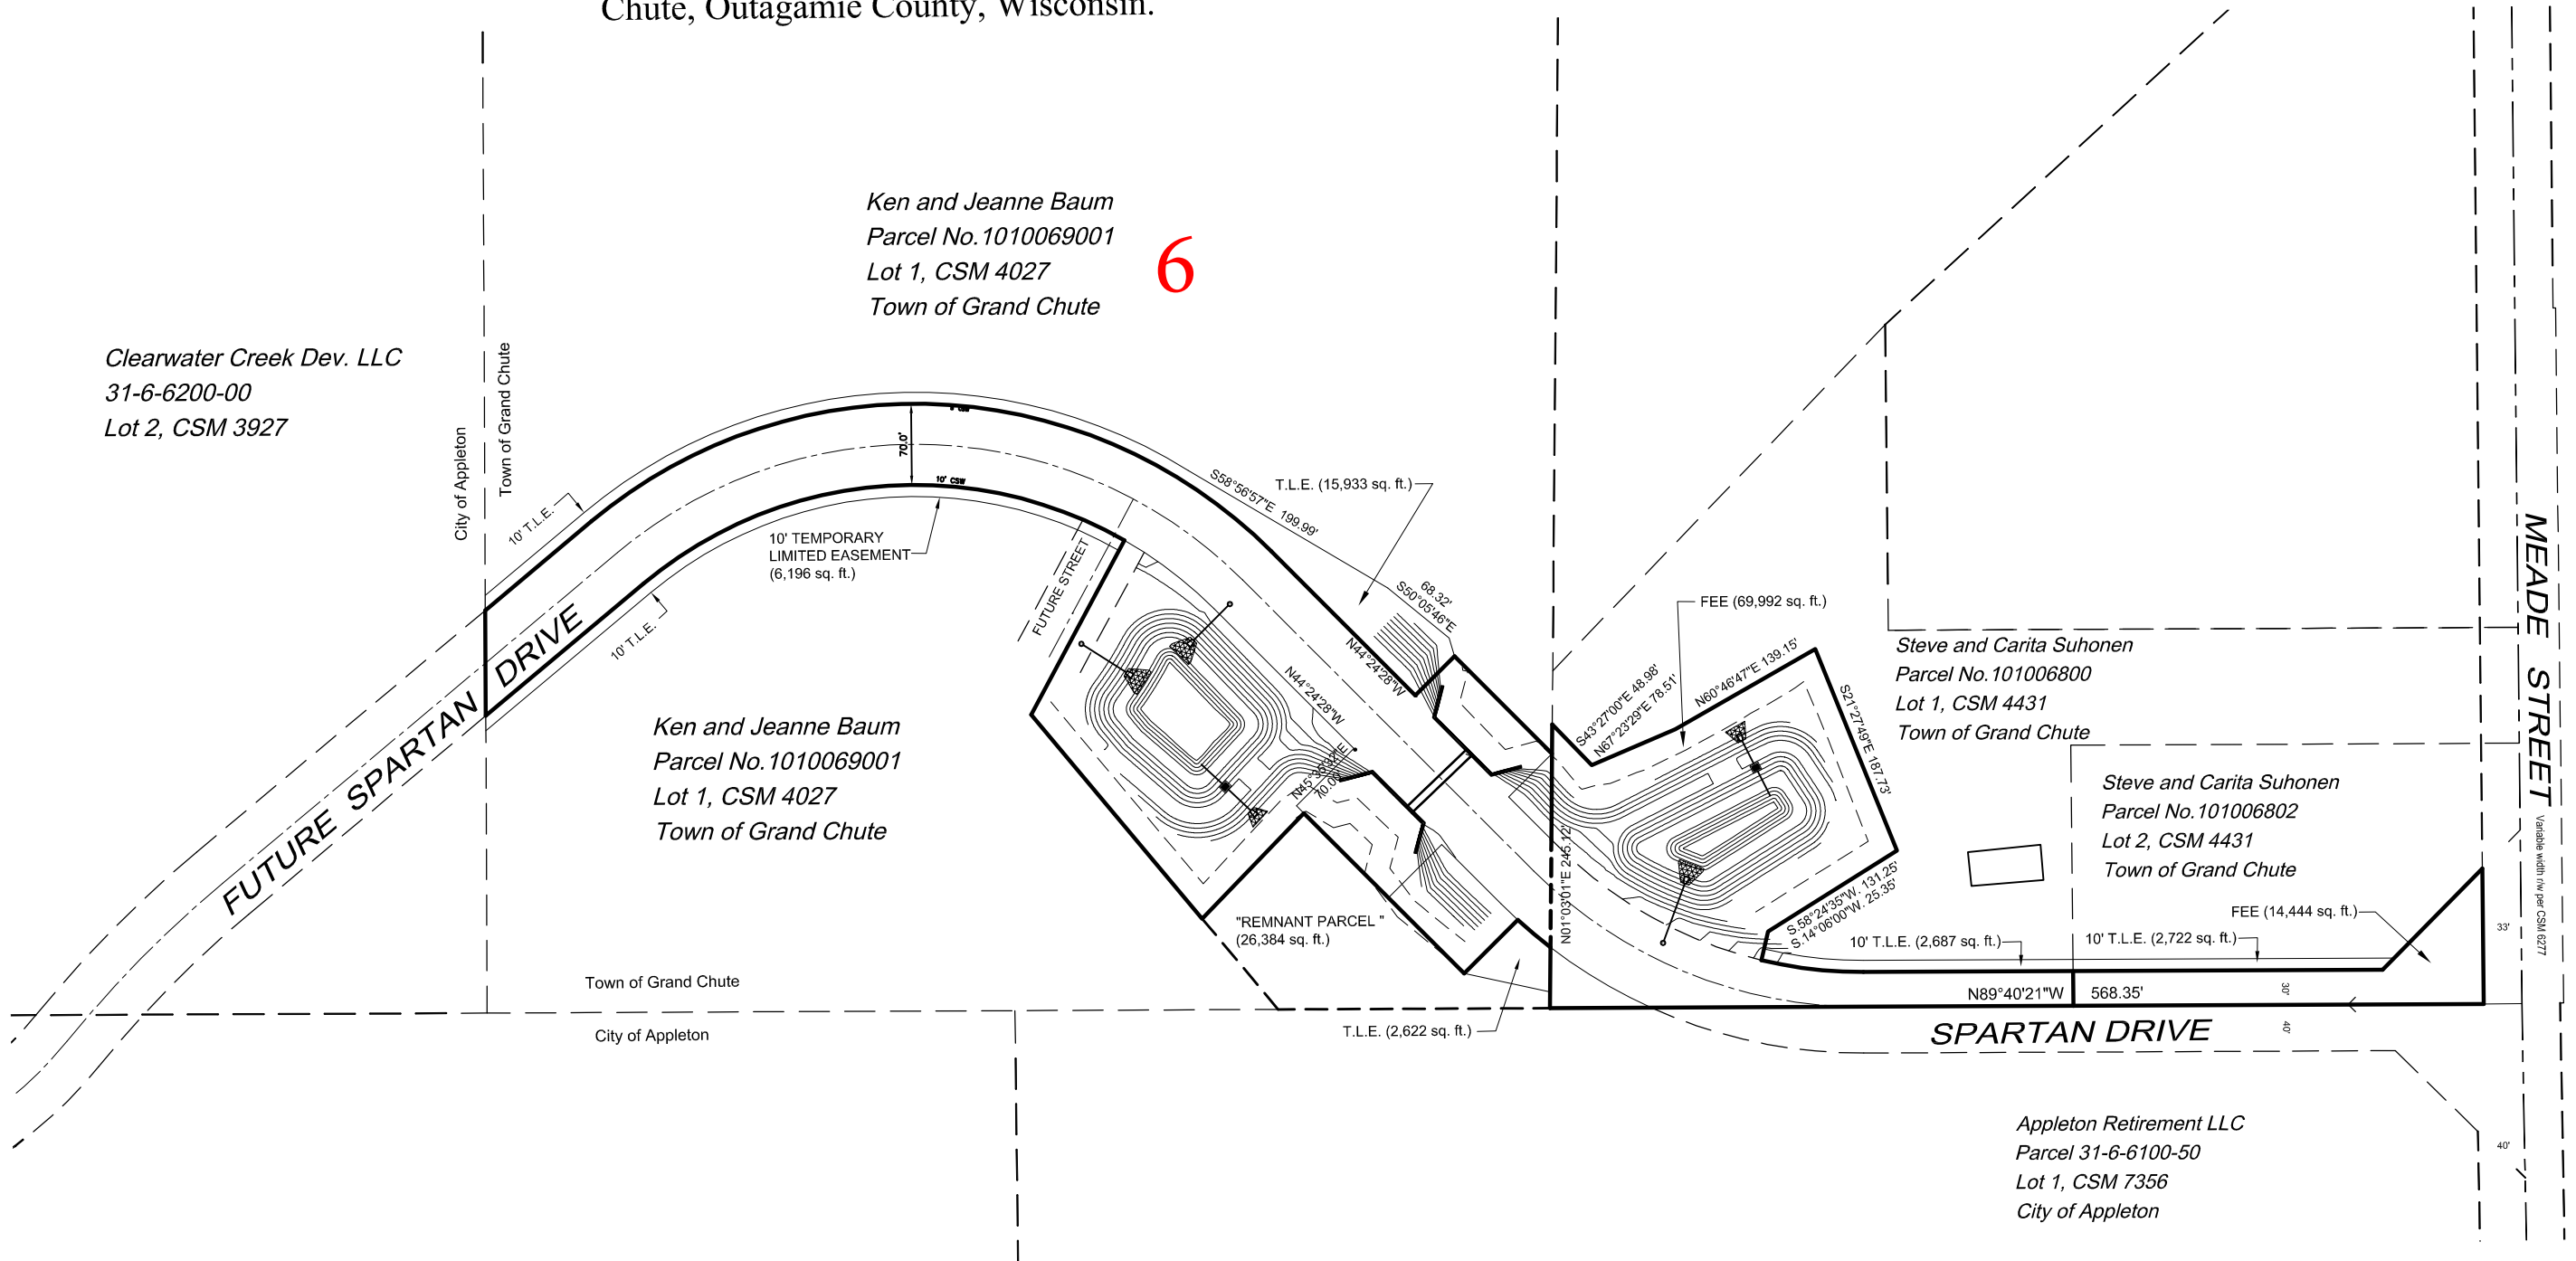 Chute, Outagamie County, Wisconsin.
Ken and Jeanne Baum
Parcel No.1010069001
Lot 1, CSM 4027
Town of Grand Chute
6
Clearwater Creek Dev. LLC
31-6-6200-00
Lot 2, CSM 3927
City of Appleton
Town of Grand Chute
10' T.L.E.
70.0'
10' CSW
10' TEMPORARY
LIMITED EASEMENT
(6,196 sq. ft.)
10' T.L.E.
FUTURE STREET
S58°56'57"E 199.99'
T.L.E. (15,933 sq. ft.)
68.32'
S50°05'46"E
N44°24'28"W
N44°24'28"W
FEE (69,992 sq. ft.)
S43°27'00"E 48.98'
N67°23'29"E 78.51'
N60°46'47"E 139.15'
S21°27'49"E 187.73'
Steve and Carita Suhonen
Parcel No.101006800
Lot 1, CSM 4431
Town of Grand Chute
Steve and Carita Suhonen
Parcel No.101006802
Lot 2, CSM 4431
Town of Grand Chute
MEADE STREET
Variable width r/w per CSM 6277
FUTURE SPARTAN DRIVE
Ken and Jeanne Baum
Parcel No.1010069001
Lot 1, CSM 4027
Town of Grand Chute
N01°03'01"E 245.12'
S.58°24'35"W. 131.25'
S.14°06'00"W. 25.35'
"REMNANT PARCEL "
(26,384 sq. ft.)
FEE (14,444 sq. ft.)
10' T.L.E. (2,687 sq. ft.)
10' T.L.E. (2,722 sq. ft.)
33'
Town of Grand Chute
City of Appleton
T.L.E. (2,622 sq. ft.)
N89°40'21"W 568.35'
30'
40'
SPARTAN DRIVE
Appleton Retirement LLC
Parcel 31-6-6100-50
Lot 1, CSM 7356
City of Appleton
40'